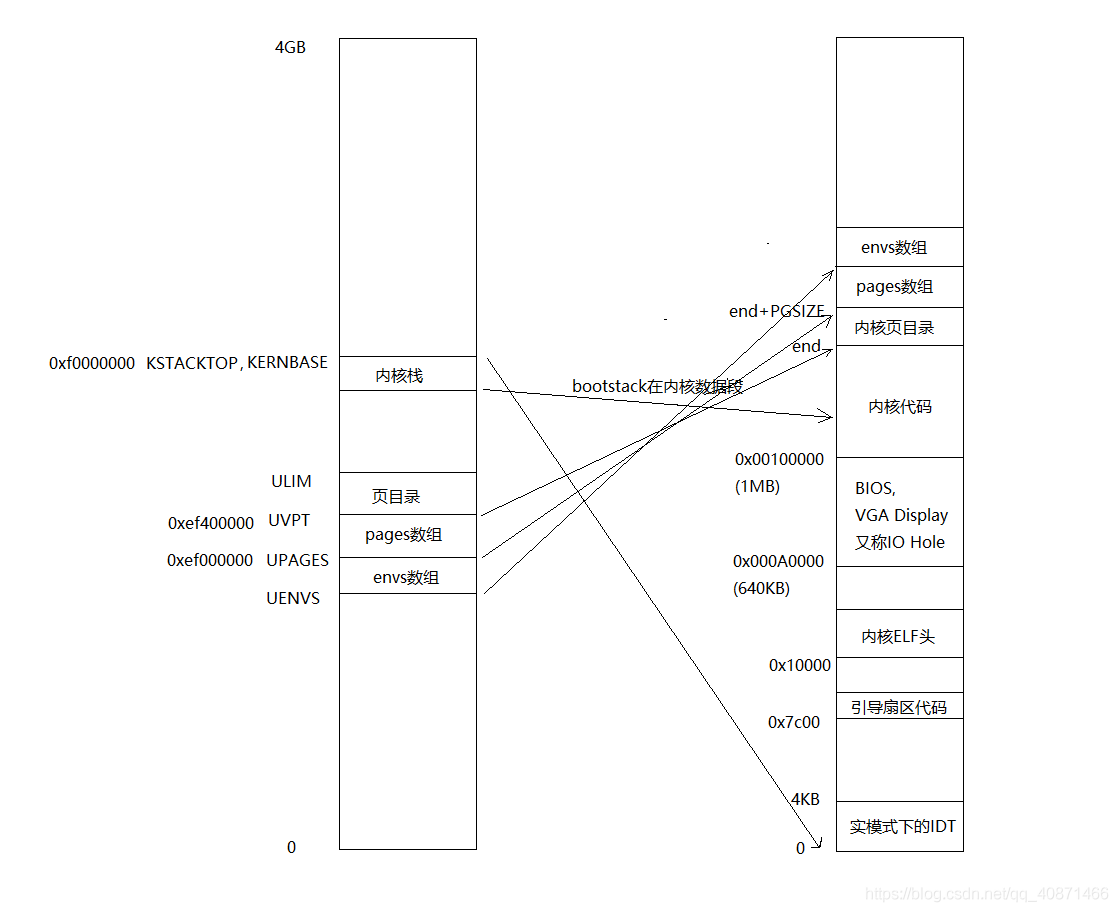 4GB
0xf0000000 KSTACKTOP, KERNBASE
内核栈
ULIM
页目录
0xef400000 UVPT
pages数组
0xef000000 UPAGES
envs数组
UENVS
0
bootstack在内核数据段
envs数组
pages数组
end+PGSIZE
内核页目录
end
内核代码
0x00100000
(1MB)
BIOS,
VGA Display
又称IO Hole
0x000A0000
(640KB)
内核ELF头
0x10000
引导扇区代码
0x7c00
4KB
实模式下的IDT
0
https://blog.csdn.net/qq_40871466